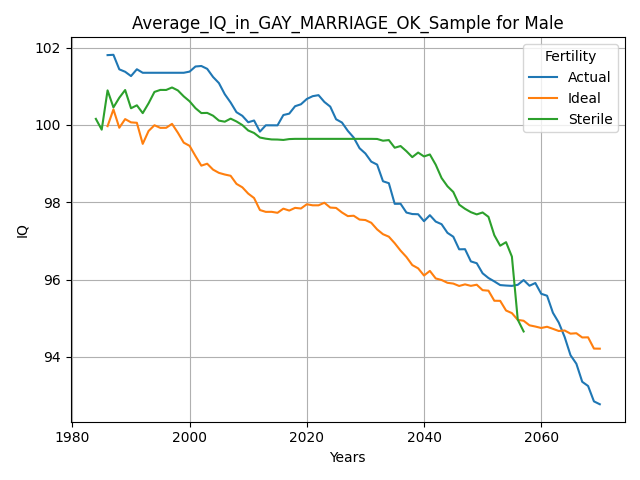 Average_IQ_in_GAY_MARRIAGE_OK_Sample for Male
Fertility
Actual
Ideal
Sterile
IQ
102
100
98
96
94
1980
2000
2020
2040
2060
Years